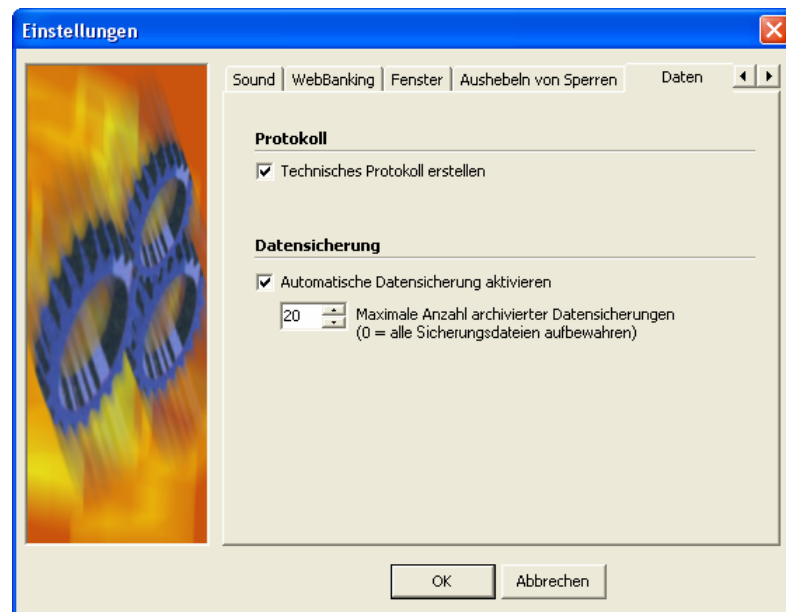 Einstellungen
Sound WebBanking Fenster Aushebeln von Sperren Daten
Protokoll
Technisches Protokoll erstellen
Datensicherung
Automatische Datensicherung aktivieren
20 Maximale Anzahl archivierter Datensicherungen
(0 = alle Sicherungsdateien aufbewahren)
OK Abbrechen